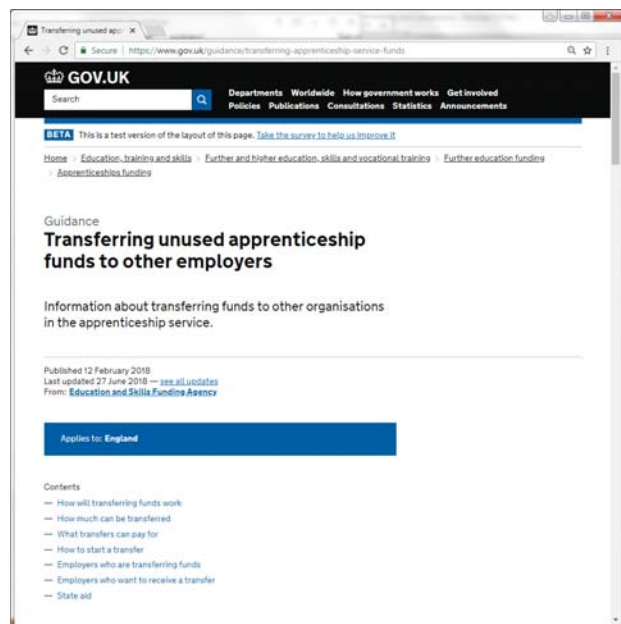 Transferring unused app
Secure | https://www.gov.uk/guidance/transferring-apprenticeship-service-funds
GOV.UK
Search
Departments Worldwide How government works Get involved
Policies Publications Consultations Statistics Announcements
BETA This is a test version of the layout of this page. Take the survey to help us improve it
Home > Education, training and skills > Further and higher education, skills and vocational training > Further education funding
> Apprenticeships funding
Guidance
Transferring unused apprenticeship
funds to other employers
Information about transferring funds to other organisations
in the apprenticeship service.
Published 12 February 2018
Last updated 27 June 2018 — see all updates
From: Education and Skills Funding Agency
Applies to: England
Contents
— How will transferring funds work
— How much can be transferred
— What transfers can pay for
— How to start a transfer
— Employers who are transferring funds
— Employers who want to receive a transfer
— State aid